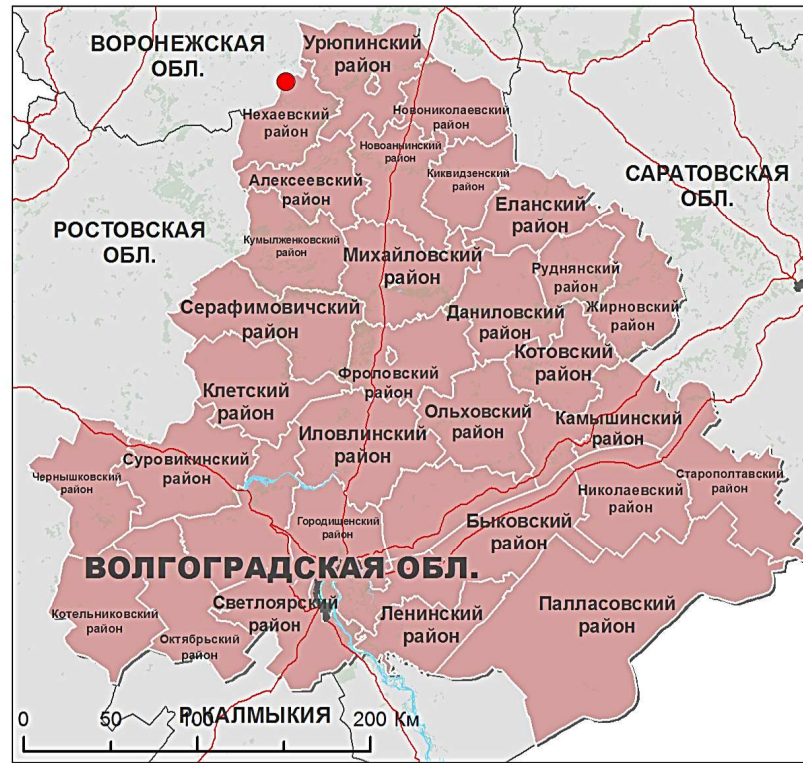 ВОРОНЕЖСКАЯ
ОБЛ.
Урюпинский
район
Нехаевский
район
Новониколаевский
район
Новоаннинский
район
Киквидзенский
район
САРАТОВСКАЯ
ОБЛ.
Алексеевский
район
Еланский
район
РОСТОВСКАЯ
ОБЛ.
Кумылженковский
район
Михайловский
район
Руднянский
район
Серафимовичский
район
Даниловский
район
Жирновский
район
Котовский
район
Клетский
район
Фроловский
район
Ольховский
район
Камышинский
район
Иловлинский
район
Суровикинский
район
Чернышковский
район
Старополтавский
район
Николаевский
район
Городищенский
район
Быковский
район
ВОЛГОГРАДСКАЯ ОБЛ.
Светлоярский
район
Ленинский
район
Палласовский
район
Котельниковский
район
Октябрьский
район
Р. КАЛМЫКИЯ
0 50 100 200 Км